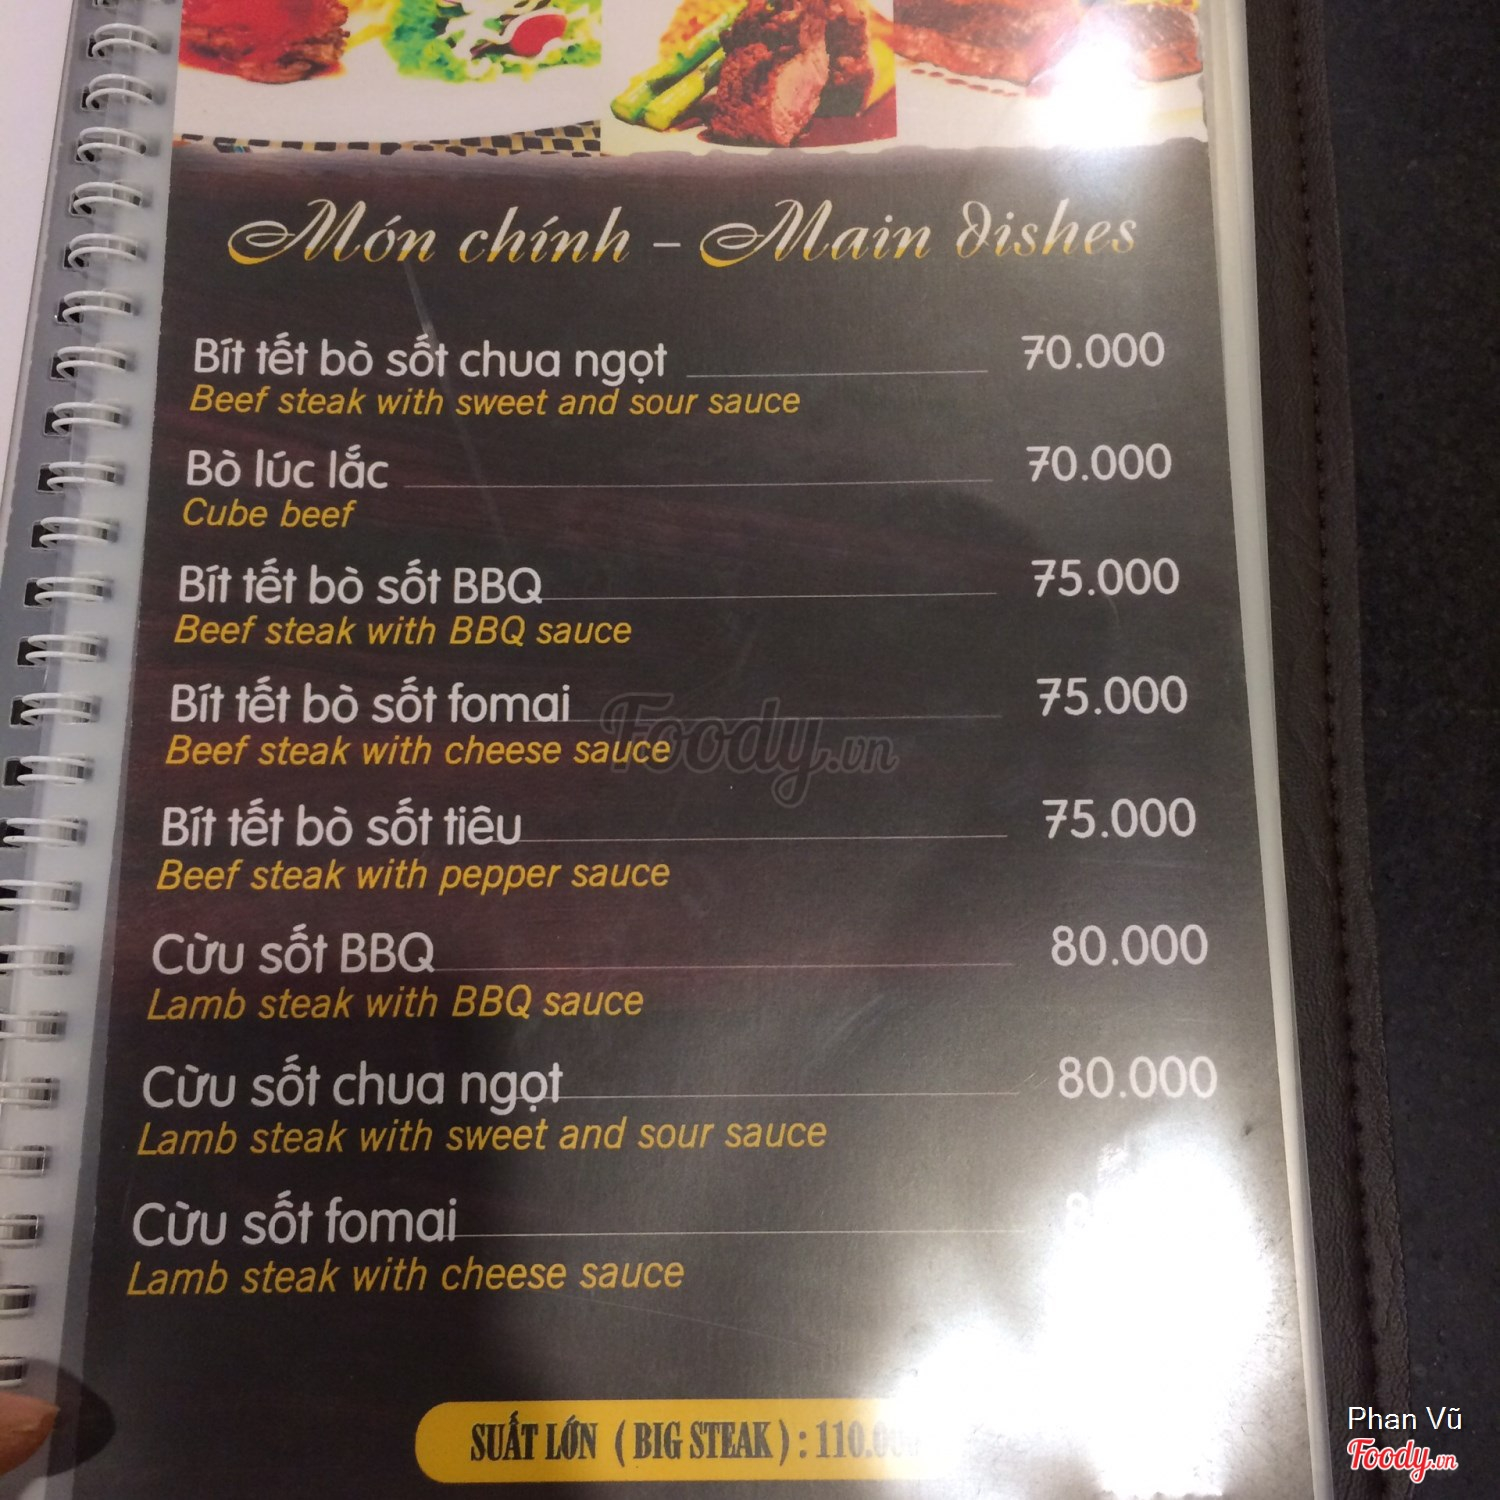 Món chính - Main dishes
Bít tết bò sốt chua ngọt 70.000
Beef steak with sweet and sour sauce
Bò lúc lắc 70.000
Cube beef
Bít tết bò sốt BBQ 75.000
Beef steak with BBQ sauce
Bít tết bò sốt fomai 75.000
Beef steak with cheese sauce
Foody.vn
Bít tết bò sốt tiêu 75.000
Beef steak with pepper sauce
Cừu sốt BBQ 80.000
Lamb steak with BBQ sauce
Cừu sốt chua ngọt 80.000
Lamb steak with sweet and sour sauce
Cừu sốt fomai
Lamb steak with cheese sauce
SUẤT LỚN ( BIG STEAK ) :
Phan Vũ
Foody.vn